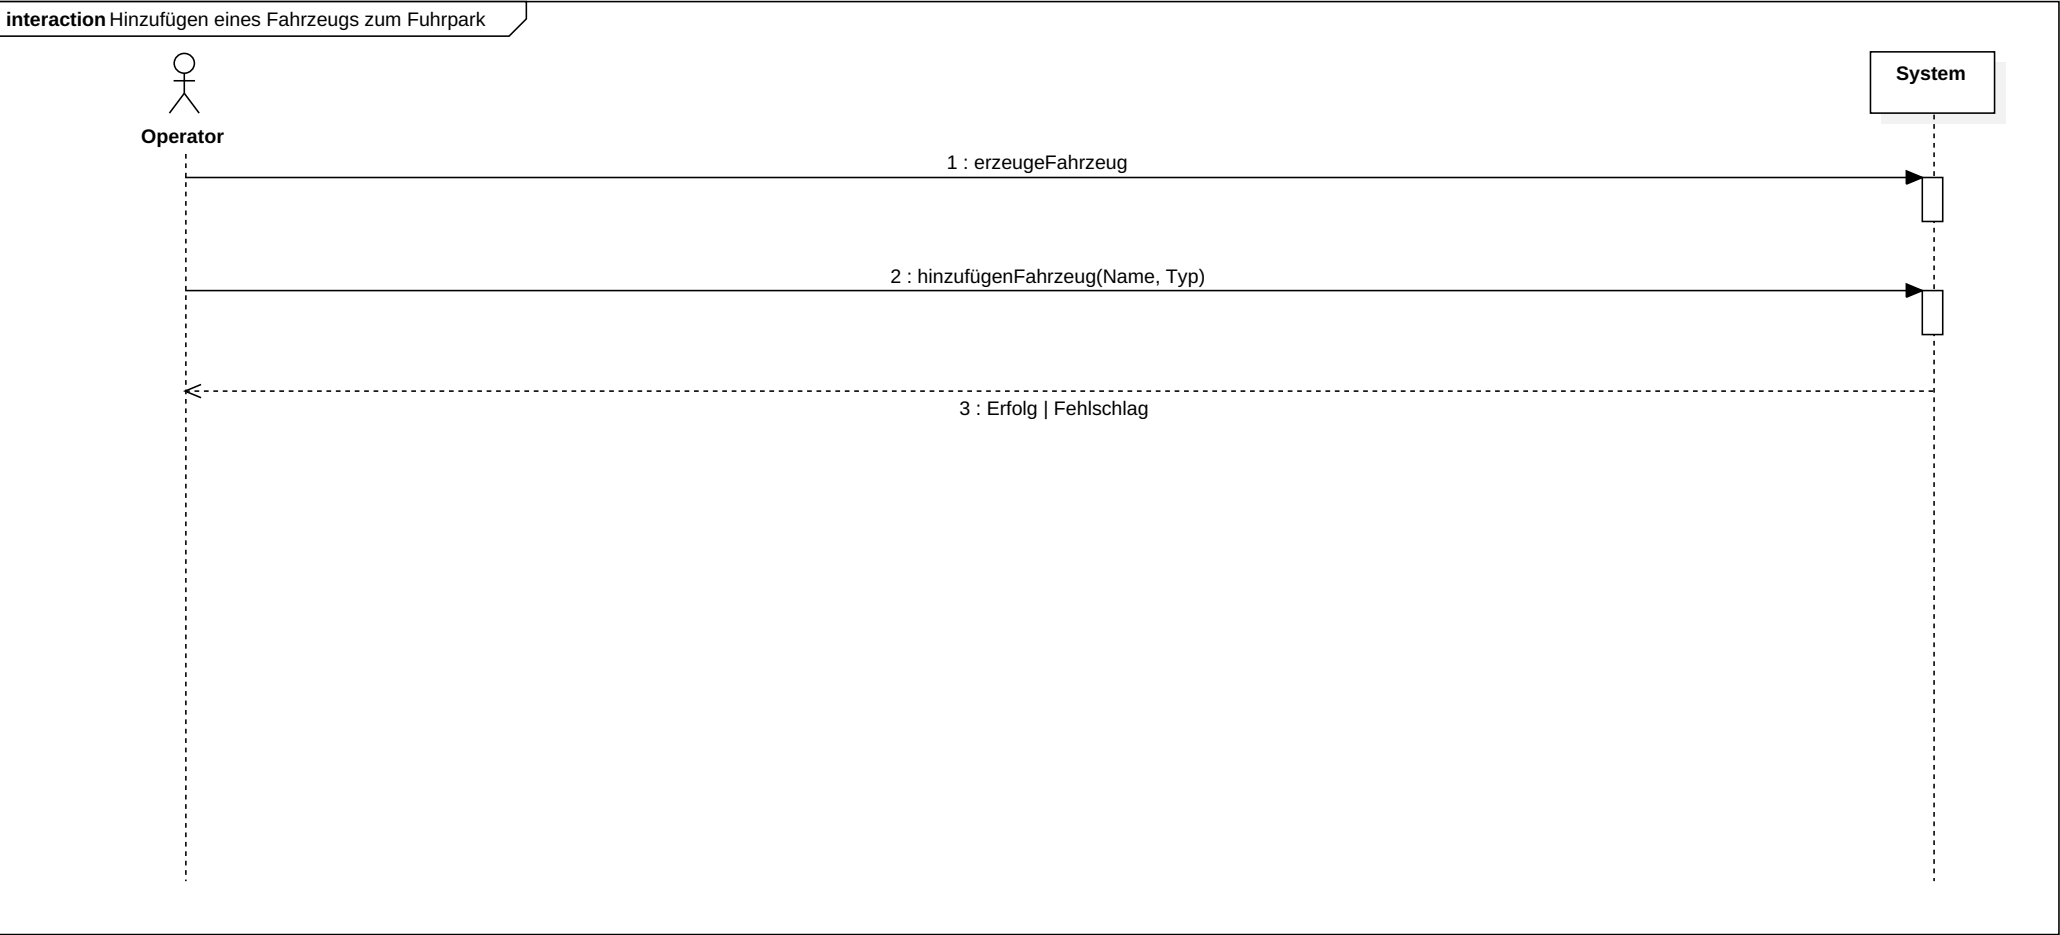 interaction Hinzufügen eines Fahrzeugs zum Fuhrpark
System
Operator
1 : erzeugeFahrzeug
2 : hinzufügenFahrzeug(Name, Typ)
3 : Erfolg | Fehlschlag